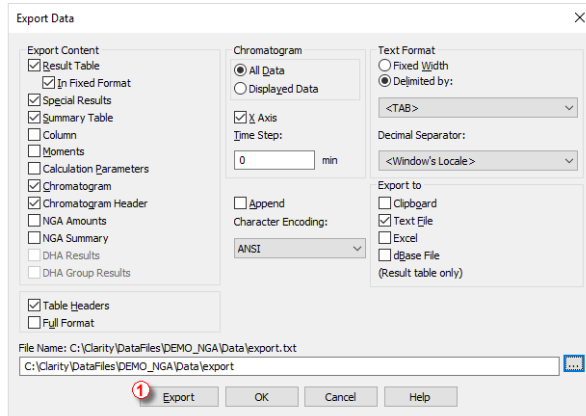 Export Data
Export Content
Result Table
In Fixed Format
Special Results
Summary Table
Column
Moments
Calculation Parameters
Chromatogram
Chromatogram Header
NGA Amounts
NGA Summary
DHA Results
DHA Group Results
Table Headers
Full Format
Chromatogram
All Data
Displayed Data
X Axis
Time Step:
0 min
Append
Character Encoding:
ANSI
Text Format
Fixed Width
Delimited by:
<TAB>
Decimal Separator:
<Window's Locale>
Export to
Clipboard
Text File
Excel
dBase File
(Result table only)
File Name: C:\Clarity\DataFiles\DEMO_NGA\Data\export.txt
C:\Clarity\DataFiles\DEMO_NGA\Data\export
...
1 Export OK Cancel Help